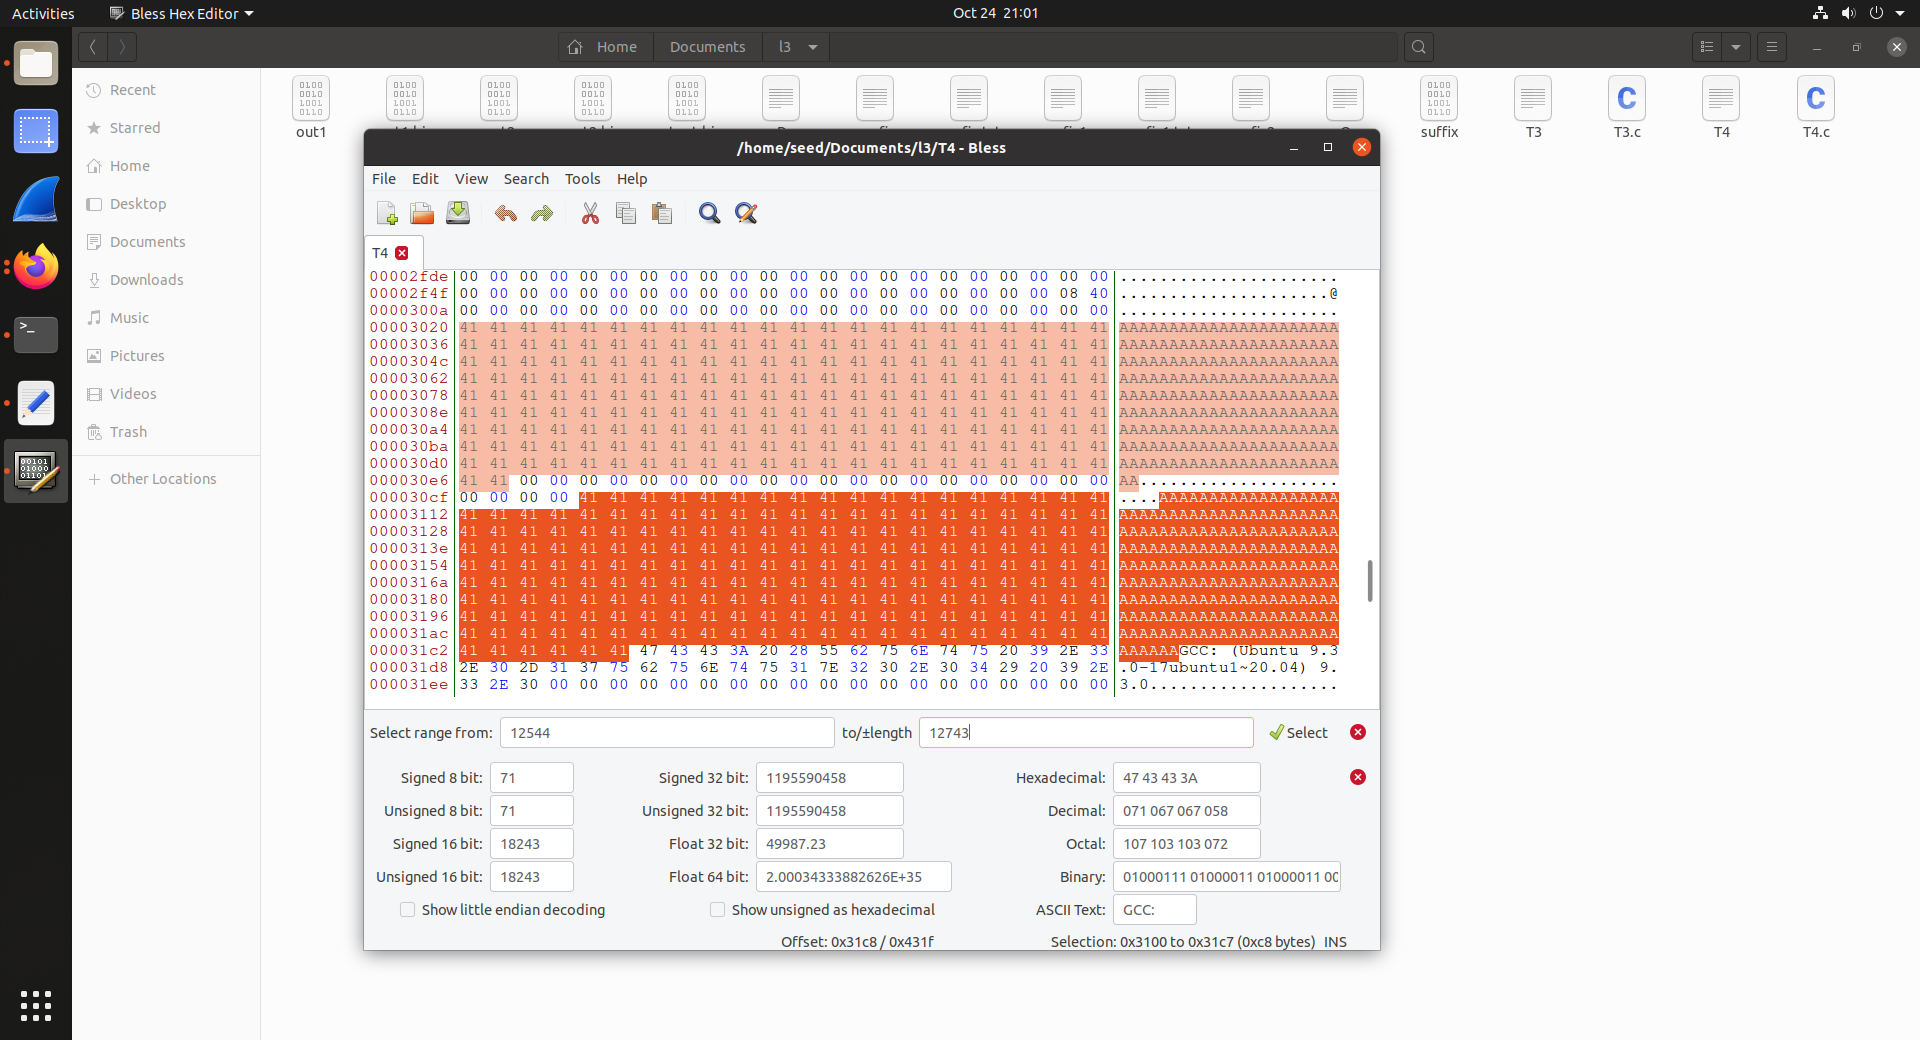 Activities
Bless Hex Editor
Oct 24 21:01
Home
Documents
l3
Recent
Starred
Home
Desktop
Documents
Downloads
Music
Pictures
Videos
Trash
Other Locations
out1
suffix
T3
T3.c
T4
T4.c
/home/seed/Documents/l3/T4 - Bless
File Edit View Search Tools Help
T4
00002fde 00 00 00 00 00 00 00 00 00 00 00 00 00 00 00 00 00 00 00 00 00 00 ......................
00002f4f 00 00 00 00 00 00 00 00 00 00 00 00 00 00 00 00 00 00 00 00 08 40 .....................@
0000300a 00 00 00 00 00 00 00 00 00 00 00 00 00 00 00 00 00 00 00 00 00 00 ......................
00003020 41 41 41 41 41 41 41 41 41 41 41 41 41 41 41 41 41 41 41 41 41 41 AAAAAAAAAAAAAAAAAAAAAA
00003036 41 41 41 41 41 41 41 41 41 41 41 41 41 41 41 41 41 41 41 41 41 41 AAAAAAAAAAAAAAAAAAAAAA
0000304c 41 41 41 41 41 41 41 41 41 41 41 41 41 41 41 41 41 41 41 41 41 41 AAAAAAAAAAAAAAAAAAAAAA
00003062 41 41 41 41 41 41 41 41 41 41 41 41 41 41 41 41 41 41 41 41 41 41 AAAAAAAAAAAAAAAAAAAAAA
00003078 41 41 41 41 41 41 41 41 41 41 41 41 41 41 41 41 41 41 41 41 41 41 AAAAAAAAAAAAAAAAAAAAAA
0000308e 41 41 41 41 41 41 41 41 41 41 41 41 41 41 41 41 41 41 41 41 41 41 AAAAAAAAAAAAAAAAAAAAAA
000030a4 41 41 41 41 41 41 41 41 41 41 41 41 41 41 41 41 41 41 41 41 41 41 AAAAAAAAAAAAAAAAAAAAAA
000030ba 41 41 41 41 41 41 41 41 41 41 41 41 41 41 41 41 41 41 41 41 41 41 AAAAAAAAAAAAAAAAAAAAAA
000030d0 41 41 41 41 41 41 41 41 41 41 41 41 41 41 41 41 41 41 41 41 41 41 AAAAAAAAAAAAAAAAAAAAAA
000030e6 41 41 00 00 00 00 00 00 00 00 00 00 00 00 00 00 00 00 00 00 00 00 AA....................
000030cf 00 00 00 00 41 41 41 41 41 41 41 41 41 41 41 41 41 41 41 41 41 41 ....AAAAAAAAAAAAAAAAAA
00003112 41 41 41 41 41 41 41 41 41 41 41 41 41 41 41 41 41 41 41 41 41 41 AAAAAAAAAAAAAAAAAAAAAA
00003128 41 41 41 41 41 41 41 41 41 41 41 41 41 41 41 41 41 41 41 41 41 41 AAAAAAAAAAAAAAAAAAAAAA
0000313e 41 41 41 41 41 41 41 41 41 41 41 41 41 41 41 41 41 41 41 41 41 41 AAAAAAAAAAAAAAAAAAAAAA
00003154 41 41 41 41 41 41 41 41 41 41 41 41 41 41 41 41 41 41 41 41 41 41 AAAAAAAAAAAAAAAAAAAAAA
0000316a 41 41 41 41 41 41 41 41 41 41 41 41 41 41 41 41 41 41 41 41 41 41 AAAAAAAAAAAAAAAAAAAAAA
00003180 41 41 41 41 41 41 41 41 41 41 41 41 41 41 41 41 41 41 41 41 41 41 AAAAAAAAAAAAAAAAAAAAAA
00003196 41 41 41 41 41 41 41 41 41 41 41 41 41 41 41 41 41 41 41 41 41 41 AAAAAAAAAAAAAAAAAAAAAA
000031ac 41 41 41 41 41 41 41 41 41 41 41 41 41 41 41 41 41 41 41 41 41 41 AAAAAAAAAAAAAAAAAAAAAA
000031c2 41 41 41 41 41 41 47 43 43 3A 20 28 55 62 75 6E 74 75 20 39 2E 33 AAAAAAGCC: (Ubuntu 9.3
000031d8 2E 30 2D 31 37 75 62 75 6E 74 75 31 7E 32 30 2E 30 34 29 20 39 2E .0-17ubuntu1~20.04) 9.
000031ee 33 2E 30 00 00 00 00 00 00 00 00 00 00 00 00 00 00 00 00 00 00 00 3.0...................
Select range from: 12544 to/±length 12743 Select
Signed 8 bit: 71 Signed 32 bit: 1195590458 Hexadecimal: 47 43 43 3A
Unsigned 8 bit: 71 Unsigned 32 bit: 1195590458 Decimal: 071 067 067 058
Signed 16 bit: 18243 Float 32 bit: 49987.23 Octal: 107 103 103 072
Unsigned 16 bit: 18243 Float 64 bit: 2.00034333882626E+35 Binary: 01000111 01000011 01000011 00
Show little endian decoding Show unsigned as hexadecimal ASCII Text: GCC:
Offset: 0x31c8 / 0x431f Selection: 0x3100 to 0x31c7 (0xc8 bytes) INS